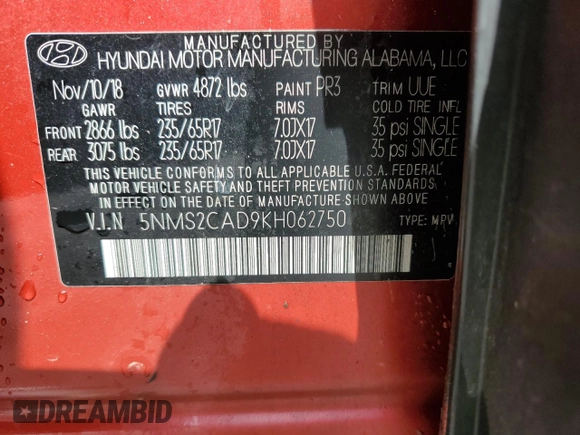 MANUFACTURED BY
HYUNDAI MOTOR MANUFACTURING ALABAMA, LLC
Nov/10/18 GVWR 4872 lbs PAINT PR3 TRIM UUE
GAWR TIRES RIMS COLD TIRE INFL
FRONT 2866 lbs 235/65R17 7.0JX17 35 psi SINGLE
REAR 3075 lbs 235/65R17 7.0JX17 35 psi SINGLE
THIS VEHICLE CONFORMS TO ALL APPLICABLE U.S.A. FEDERAL
MOTOR VEHICLE SAFETY AND THEFT PREVENTION STANDARDS
IN EFFECT ON THE DATE OF MANUFACTURE SHOWN ABOVE.
V.I.N 5NMS2CAD9KH062750 TYPE: MPV
DREAMBID